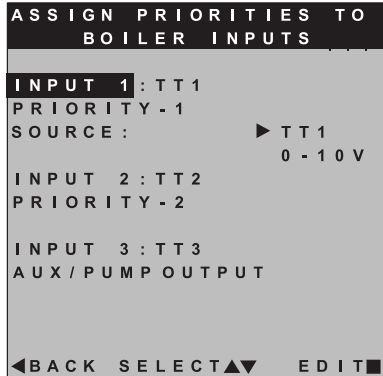 ASSIGN PRIORITIES TO
BOILER INPUTS
INPUT 1:TT1
PRIORITY-1
SOURCE: ▶TT1
0-10V
INPUT 2:TT2
PRIORITY-2
INPUT 3:TT3
AUX/PUMP OUTPUT
◀BACK SELECT▲▼ EDIT■